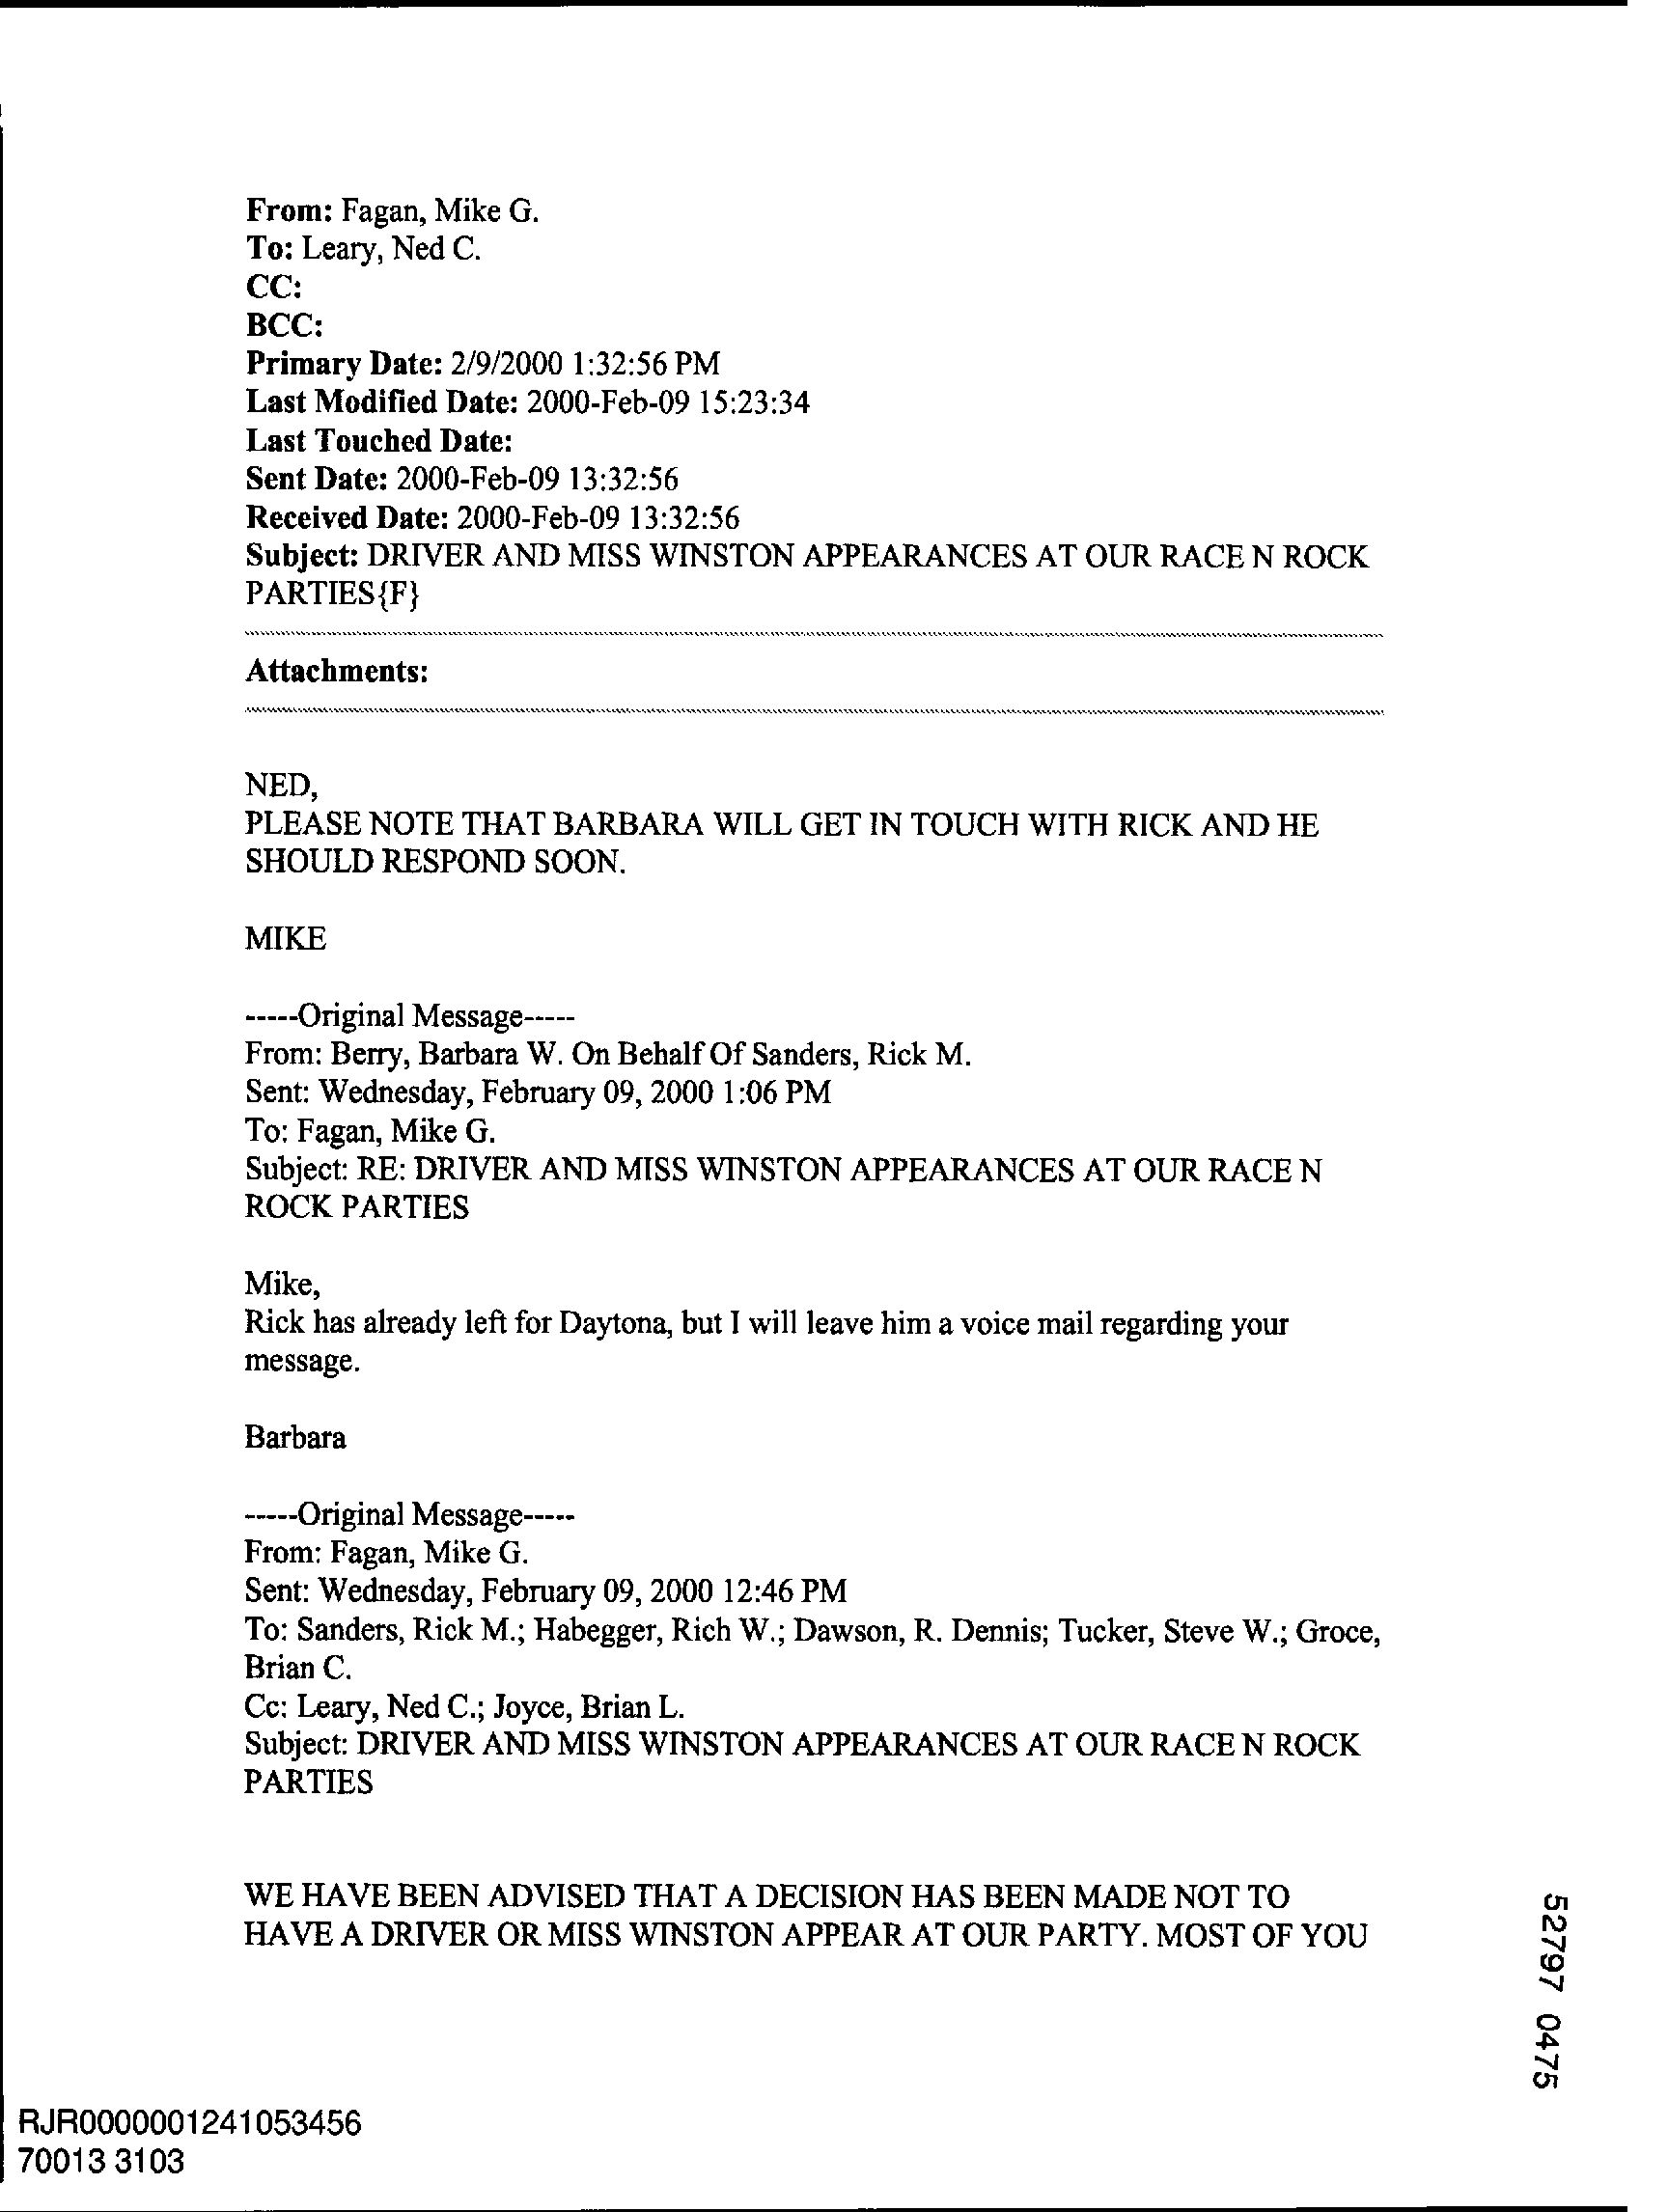 From: Fagan, Mike G.
To: Leary, Ned C.
CC:
BCC:
Primary Date: 2/9/2000 1:32:56 PM
Last Modified Date: 2000-Feb-09 15:23:34
Last Touched Date:
Sent Date: 2000-Feb-09 13:32:56
Received Date: 2000-Feb-09 13:32:56
Subject: DRIVER AND MISS WINSTON APPEARANCES AT OUR RACE N ROCK
PARTIES{F}
Attachments:
NED,
PLEASE NOTE THAT BARBARA WILL GET IN TOUCH WITH RICK AND HE
SHOULD RESPOND SOON.
MIKE
-----Original Message-----
From: Berry, Barbara W. On Behalf Of Sanders, Rick M.
Sent: Wednesday, February 09, 2000 1:06 PM
To: Fagan, Mike G.
Subject: RE: DRIVER AND MISS WINSTON APPEARANCES AT OUR RACE N
ROCK PARTIES
Mike,
Rick has already left for Daytona, but I will leave him a voice mail regarding your
message.
Barbara
-----Original Message-----
From: Fagan, Mike G.
Sent: Wednesday, February 09, 2000 12:46 PM
To: Sanders, Rick M.; Habegger, Rich W.; Dawson, R. Dennis; Tucker, Steve W.; Groce,
Brian C.
Cc: Leary, Ned C.; Joyce, Brian L.
Subject: DRIVER AND MISS WINSTON APPEARANCES AT OUR RACE N ROCK
PARTIES
WE HAVE BEEN ADVISED THAT A DECISION HAS BEEN MADE NOT TO
HAVE A DRIVER OR MISS WINSTON APPEAR AT OUR PARTY. MOST OF YOU
52797 0475
RJR0000001241053456
70013 3103